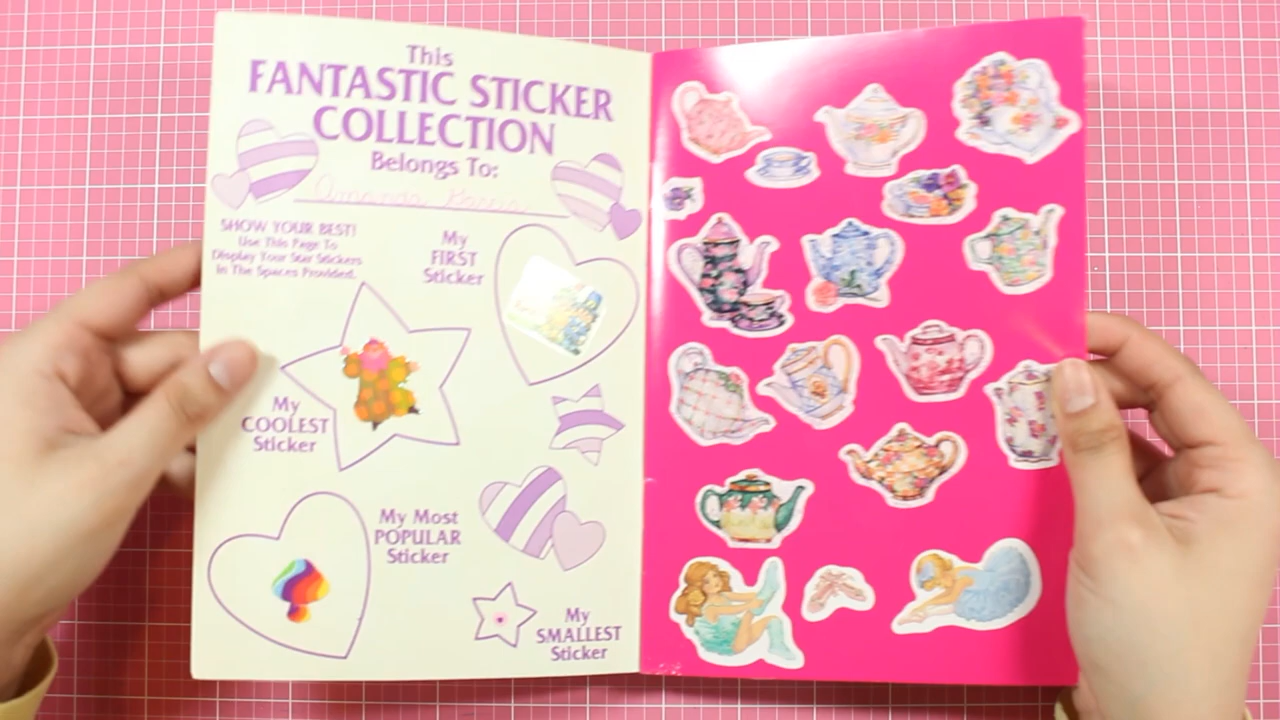 This
FANTASTIC STICKER
COLLECTION
Belongs To:
Amanda
SHOW YOUR BEST!
Use This Page To
Display Your Star Stickers
In The Spaces Provided.
My
FIRST
Sticker
My
COOLEST
Sticker
My Most
POPULAR
Sticker
My
SMALLEST
Sticker